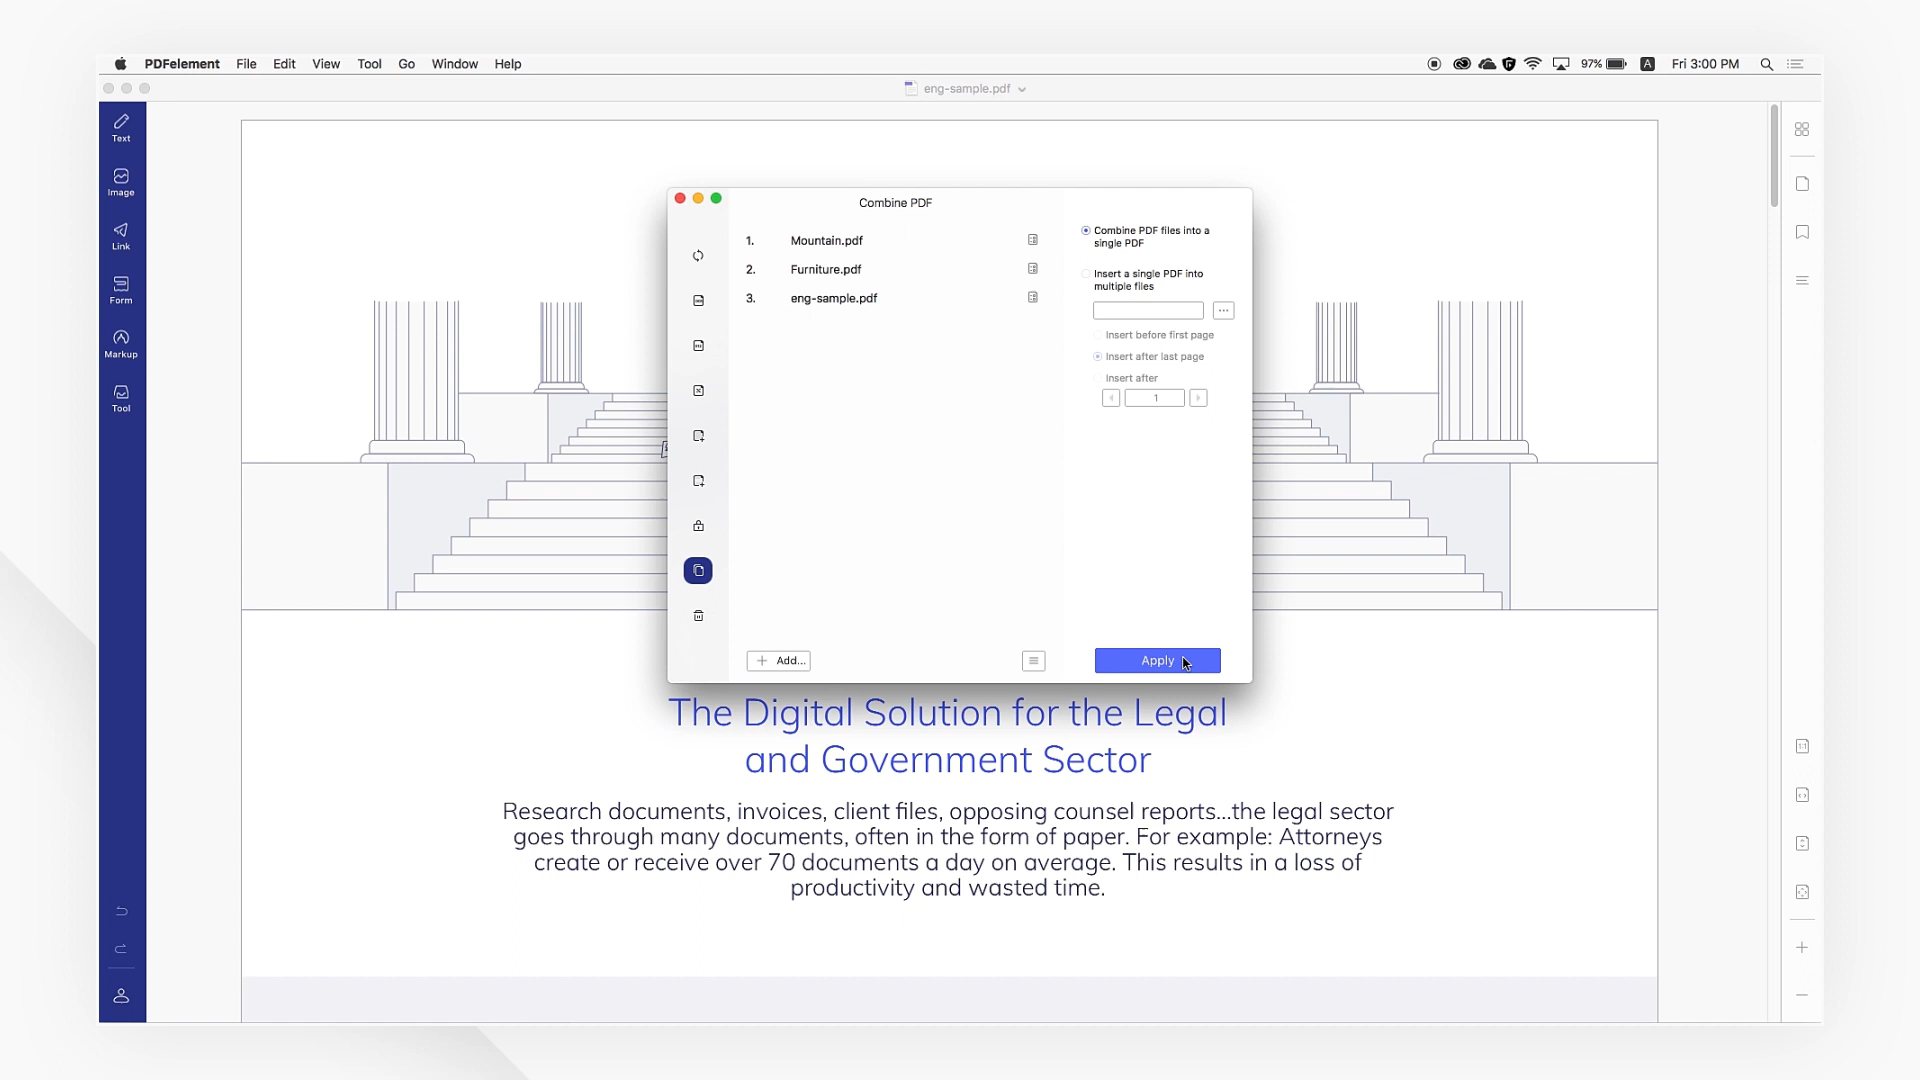 PDFelement File Edit View Tool Go Window Help
97% A Fri 3:00 PM
eng-sample.pdf
Text
Image
Link
Form
Markup
Tool
Combine PDF
1. Mountain.pdf
2. Furniture.pdf
3. eng-sample.pdf
Combine PDF files into a
single PDF
Insert a single PDF into
multiple files
Insert before first page
Insert after last page
Insert after
1
Add...
Apply
The Digital Solution for the Legal
and Government Sector
Research documents, invoices, client files, opposing counsel reports...the legal sector
goes through many documents, often in the form of paper. For example: Attorneys
create or receive over 70 documents a day on average. This results in a loss of
productivity and wasted time.